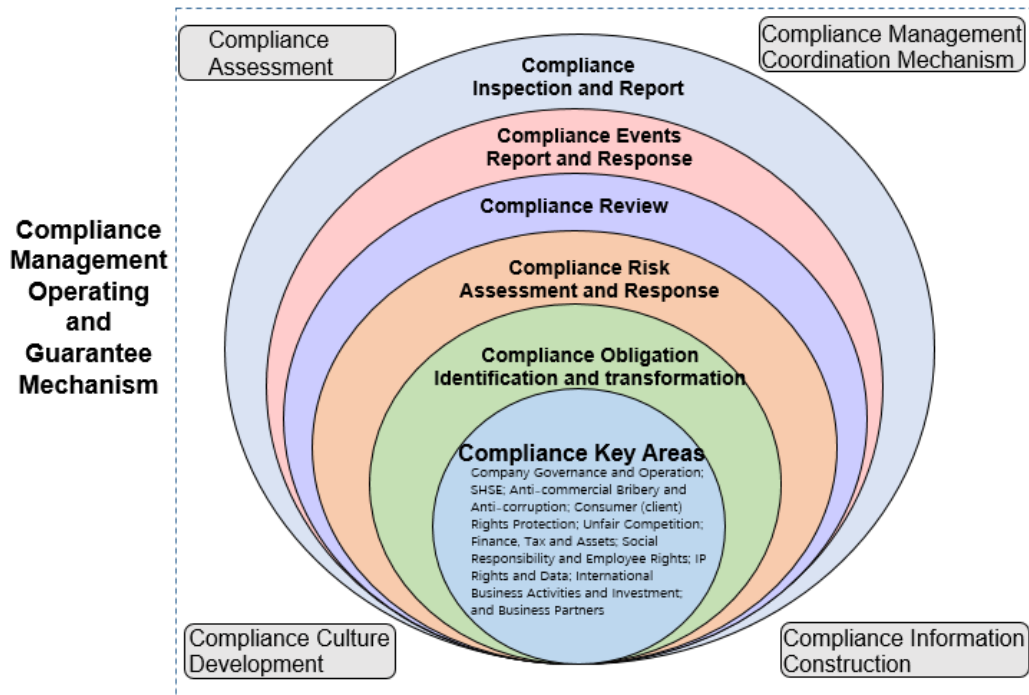 Compliance
Assessment
Compliance Management
Coordination Mechanism
Compliance
Inspection and Report
Compliance Events
Report and Response
Compliance Review
Compliance
Management
Operating
and
Guarantee
Mechanism
Compliance Risk
Assessment and Response
Compliance Obligation
Identification and transformation
Compliance Key Areas
Company Governance and Operation;
SHSE; Anti-commercial Bribery and
Anti-corruption; Consumer (client)
Rights Protection; Unfair Competition;
Finance, Tax and Assets; Social
Responsibility and Employee Rights; IP
Rights and Data; International
Business Activities and Investment;
and Business Partners
Compliance Culture
Development
Compliance Information
Construction